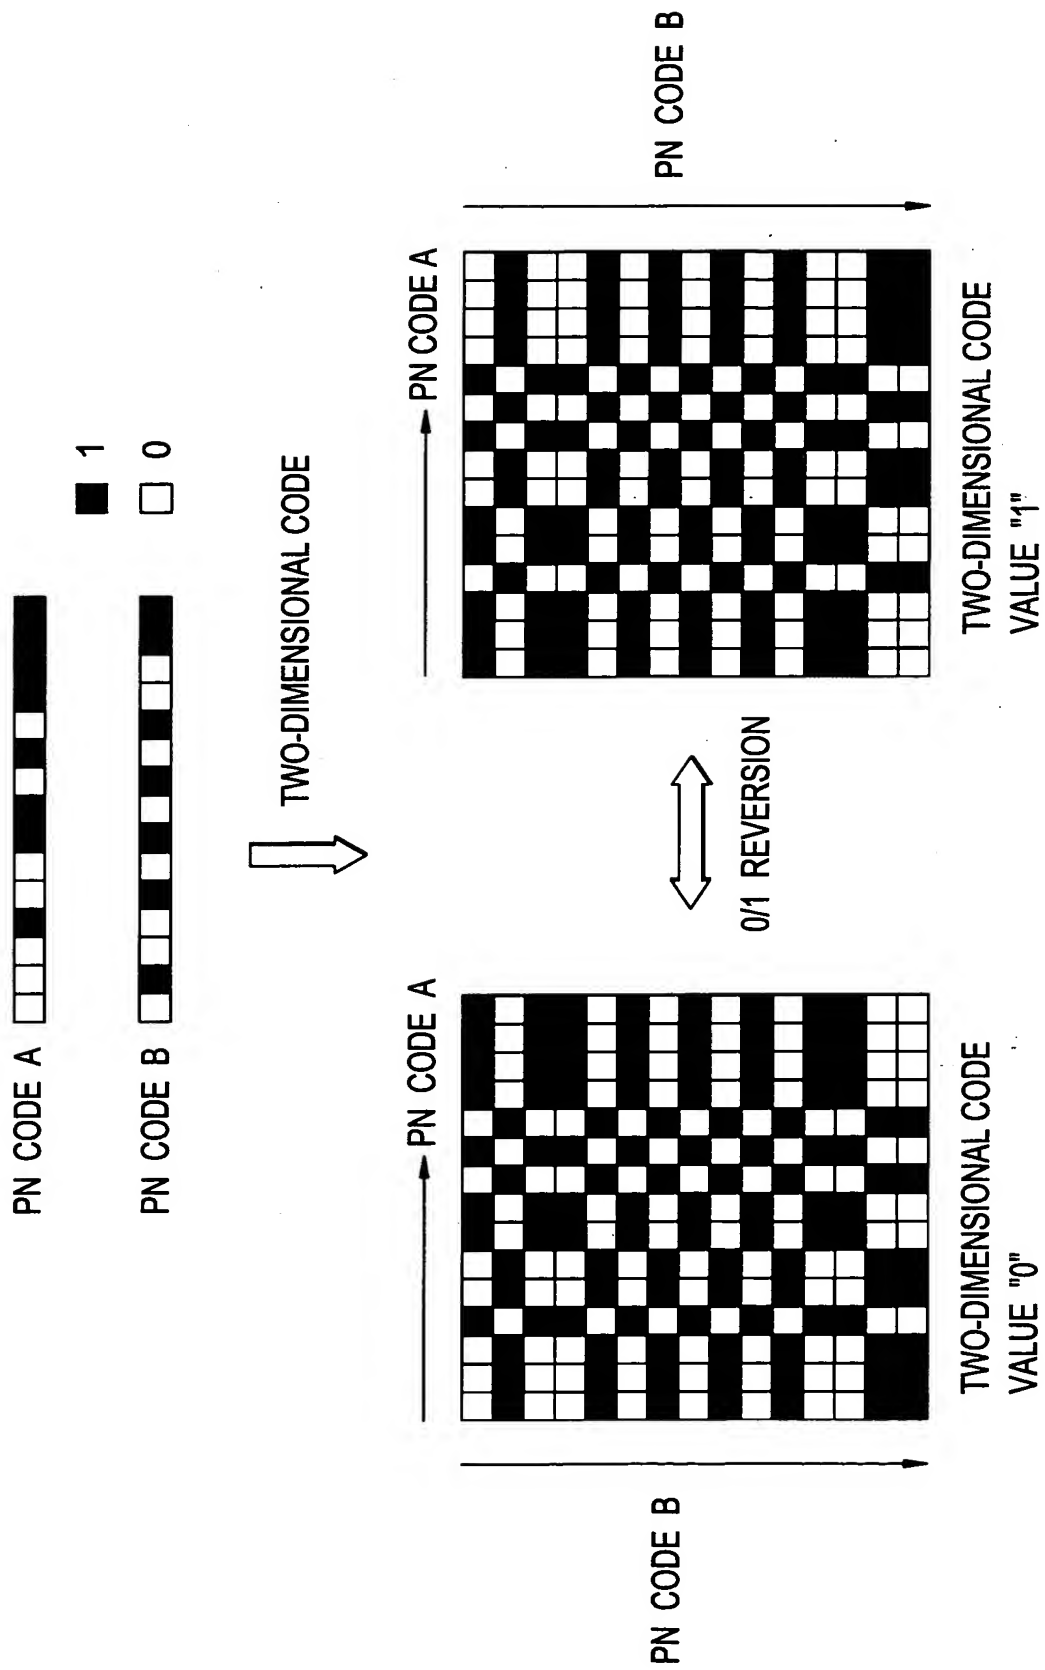 PN CODE A
PN CODE B
1
0
TWO-DIMENSIONAL CODE
PN CODE A
PN CODE B
TWO-DIMENSIONAL CODE
VALUE "0"
0/1 REVERSION
PN CODE A
PN CODE B
TWO-DIMENSIONAL CODE
VALUE "1"